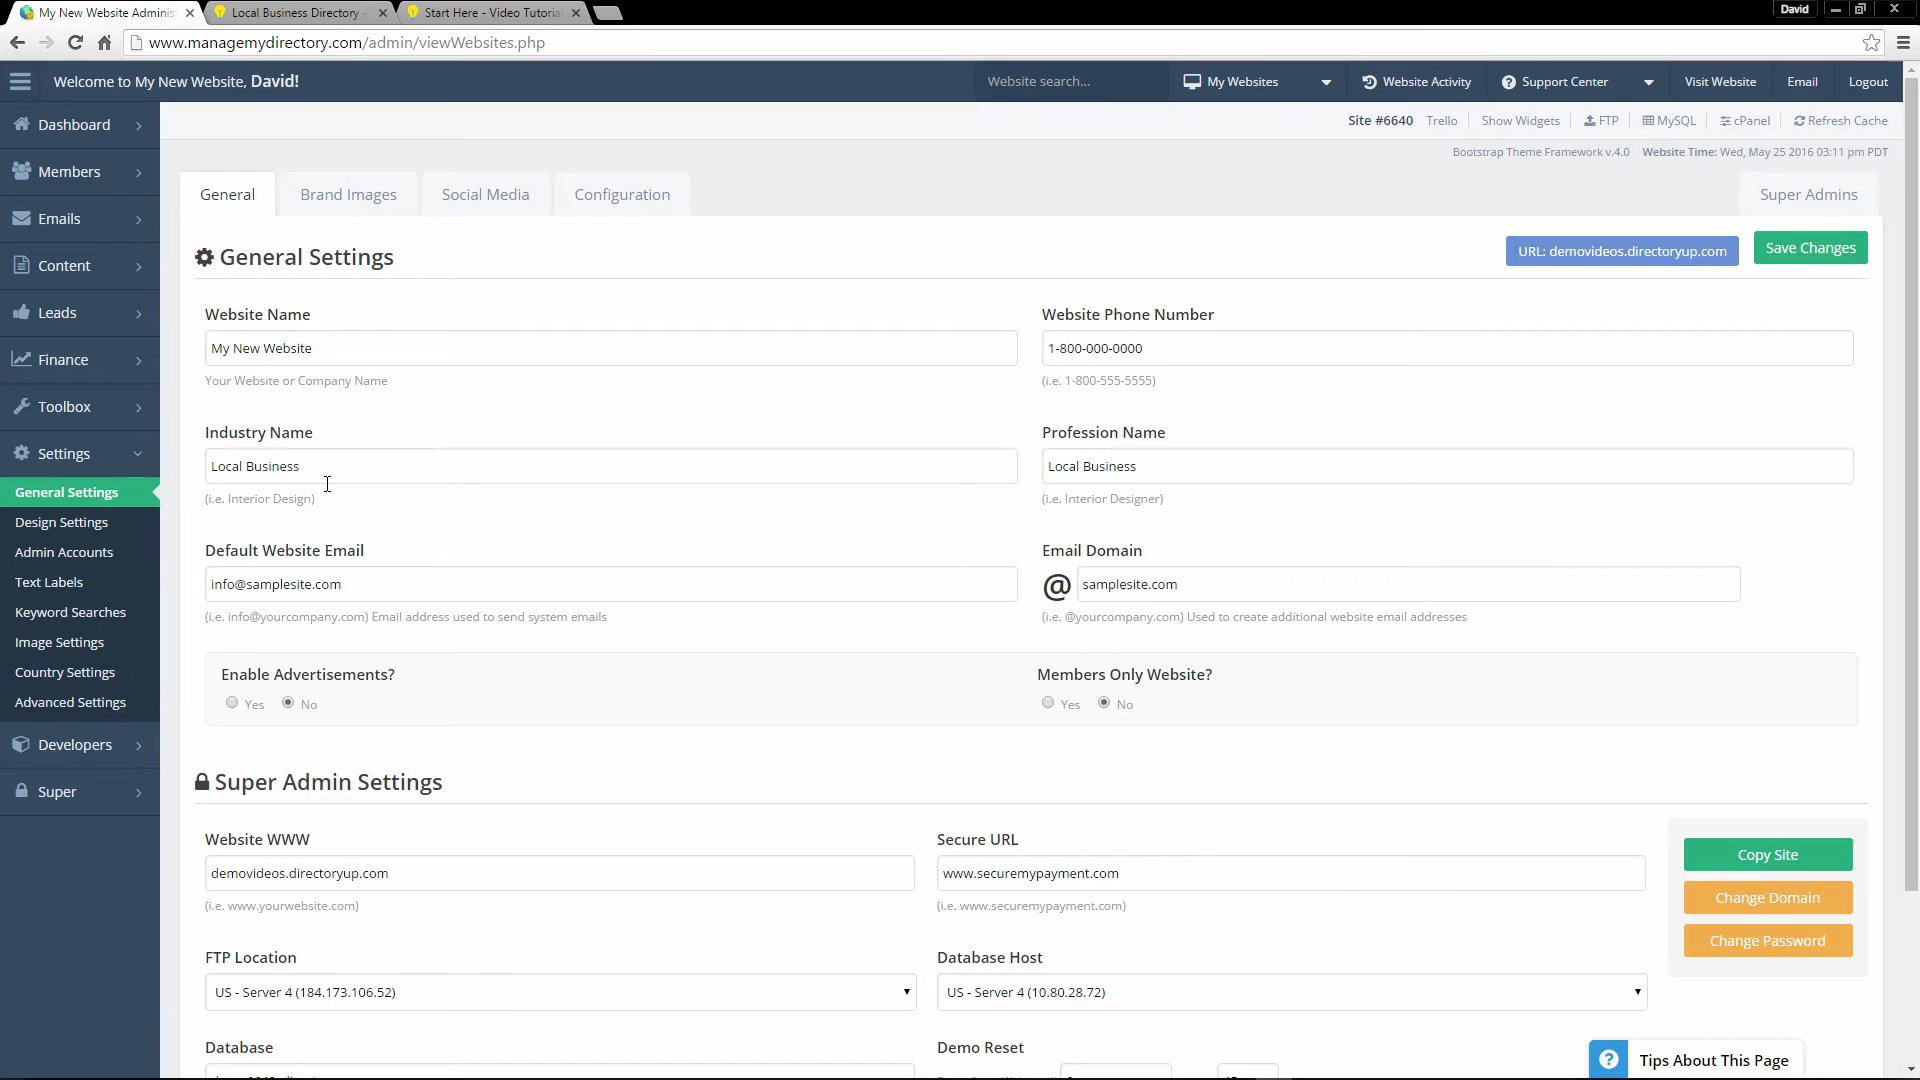 My New Website Adminis
Local Business Directory -
Start Here - Video Tutoria
David
www.managemydirectory.com/admin/viewWebsites.php
Welcome to My New Website, David!
Website search...
My Websites
Website Activity
Support Center
Visit Website
Email
Logout
Site #6640
Trello
Show Widgets
FTP
MySQL
cPanel
Refresh Cache
Bootstrap Theme Framework v.4.0
Website Time: Wed, May 25 2016 03:11 pm PDT
Dashboard
Members
Emails
Content
Leads
Finance
Toolbox
Settings
General Settings
Design Settings
Admin Accounts
Text Labels
Keyword Searches
Image Settings
Country Settings
Advanced Settings
Developers
Super
General
Brand Images
Social Media
Configuration
Super Admins
General Settings
URL: demovideos.directoryup.com
Save Changes
Website Name
My New Website
Your Website or Company Name
Website Phone Number
1-800-000-0000
(i.e. 1-800-555-5555)
Industry Name
Local Business
(i.e. Interior Design)
Profession Name
Local Business
(i.e. Interior Designer)
Default Website Email
info@samplesite.com
(i.e. info@yourcompany.com) Email address used to send system emails
Email Domain
@ samplesite.com
(i.e. @yourcompany.com) Used to create additional website email addresses
Enable Advertisements?
Yes No
Members Only Website?
Yes No
Super Admin Settings
Website WWW
demovideos.directoryup.com
(i.e. www.yourwebsite.com)
Secure URL
www.securemypayment.com
(i.e. www.securemypayment.com)
Copy Site
Change Domain
Change Password
FTP Location
US - Server 4 (184.173.106.52)
Database Host
US - Server 4 (10.80.28.72)
Database
Demo Reset
Tips About This Page